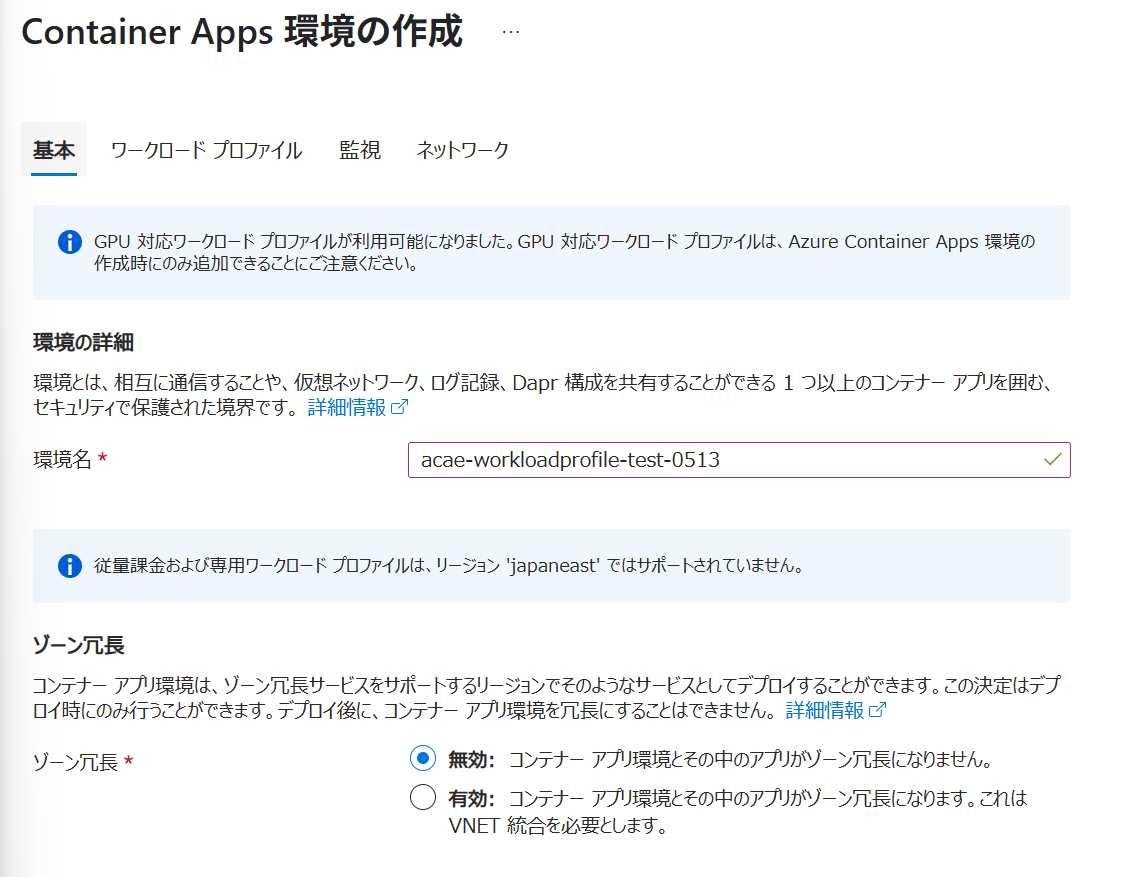 Container Apps 環境の作成 …
基本 ワークロード プロファイル 監視 ネットワーク
GPU 対応ワークロード プロファイルが利用可能になりました。GPU 対応ワークロード プロファイルは、Azure Container Apps 環境の
作成時にのみ追加できることにご注意ください。
環境の詳細
環境とは、相互に通信することや、仮想ネットワーク、ログ記録、Dapr 構成を共有することができる 1 つ以上のコンテナー アプリを囲む、
セキュリティで保護された境界です。 詳細情報
環境名 * acae-workloadprofile-test-0513
従量課金および専用ワークロード プロファイルは、リージョン 'japaneast' ではサポートされていません。
ゾーン冗長
コンテナー アプリ環境は、ゾーン冗長サービスをサポートするリージョンでそのようなサービスとしてデプロイすることができます。この決定はデプ
ロイ時にのみ行うことができます。デプロイ後に、コンテナー アプリ環境を冗長にすることはできません。 詳細情報
ゾーン冗長 * 無効: コンテナー アプリ環境とその中のアプリがゾーン冗長になりません。
有効: コンテナー アプリ環境とその中のアプリがゾーン冗長になります。これは
VNET 統合を必要とします。